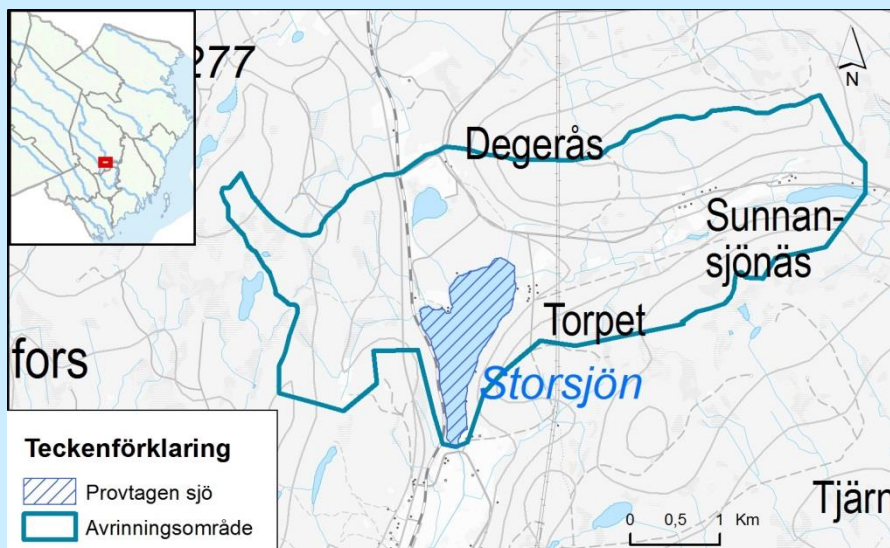 277
N
Degerås
Sunnan-
sjönäs
Torpet
fors
Storsjön
Teckenförklaring
Provtagen sjö
Avrinningsområde
Tjärn
0 0,5 1 Km